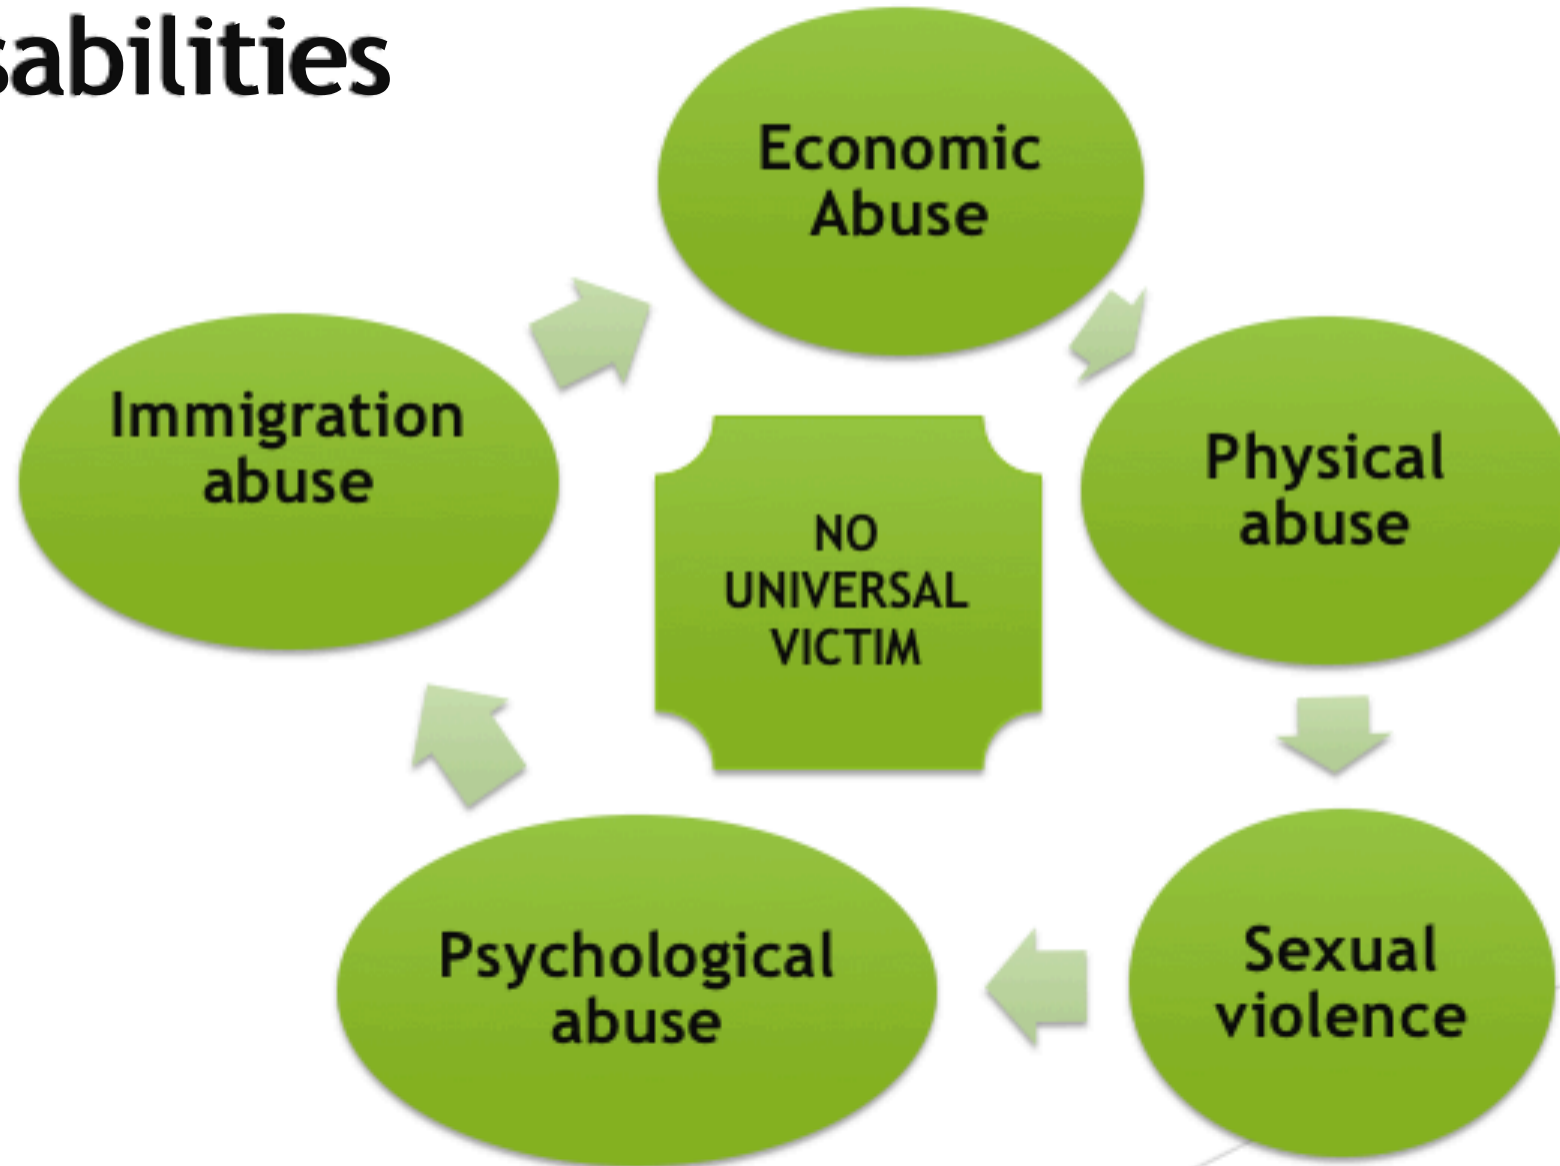 sabilities
Economic
Abuse
Immigration
abuse
Physical
abuse
NO
UNIVERSAL
VICTIM
Psychological
abuse
Sexual
violence